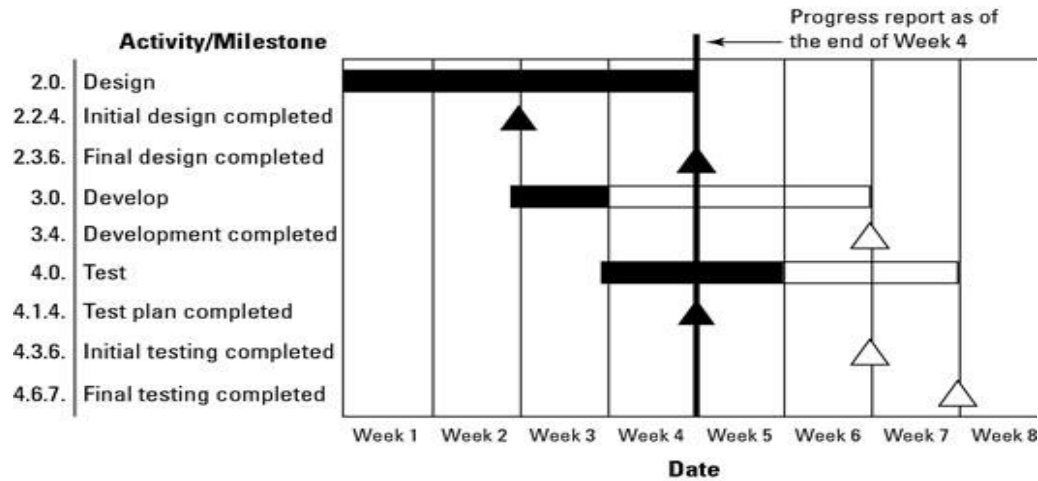 Progress report as of
the end of Week 4
Activity/Milestone
2.0. Design
2.2.4. Initial design completed
2.3.6. Final design completed
3.0. Develop
3.4. Development completed
4.0. Test
4.1.4. Test plan completed
4.3.6. Initial testing completed
4.6.7. Final testing completed
Week 1 Week 2 Week 3 Week 4 Week 5 Week 6 Week 7 Week 8
Date